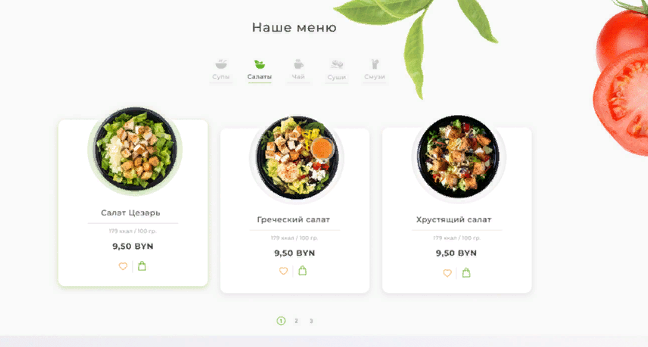 Наше меню
Супы Салаты Чай Суши Смузи
Салат Цезарь
179 ккал / 100 гр.
9,50 BYN
Греческий салат
179 ккал / 100 гр.
9,50 BYN
Хрустящий салат
179 ккал / 100 гр.
9,50 BYN
1 2 3